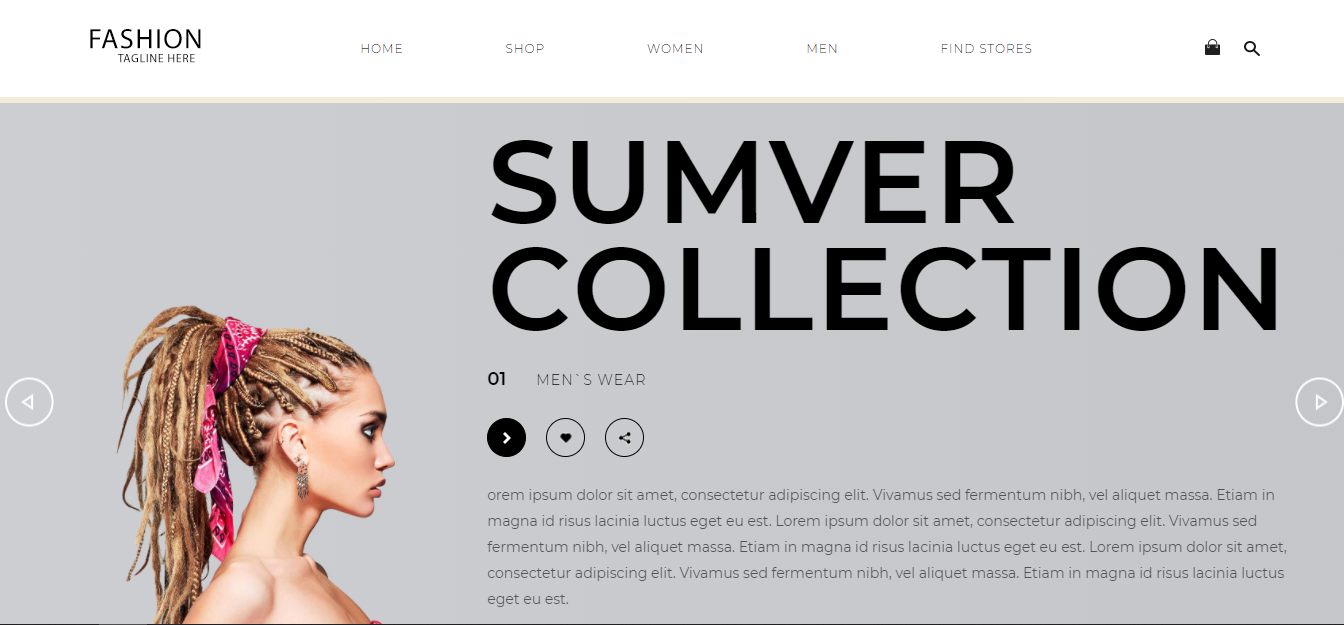 FASHION
TAGLINE HERE
HOME SHOP WOMEN MEN FIND STORES
SUMVER
COLLECTION
01 MEN`S WEAR
orem ipsum dolor sit amet, consectetur adipiscing elit. Vivamus sed fermentum nibh, vel aliquet massa. Etiam in
magna id risus lacinia luctus eget eu est. Lorem ipsum dolor sit amet, consectetur adipiscing elit. Vivamus sed
fermentum nibh, vel aliquet massa. Etiam in magna id risus lacinia luctus eget eu est. Lorem ipsum dolor sit amet,
consectetur adipiscing elit. Vivamus sed fermentum nibh, vel aliquet massa. Etiam in magna id risus lacinia luctus
eget eu est.